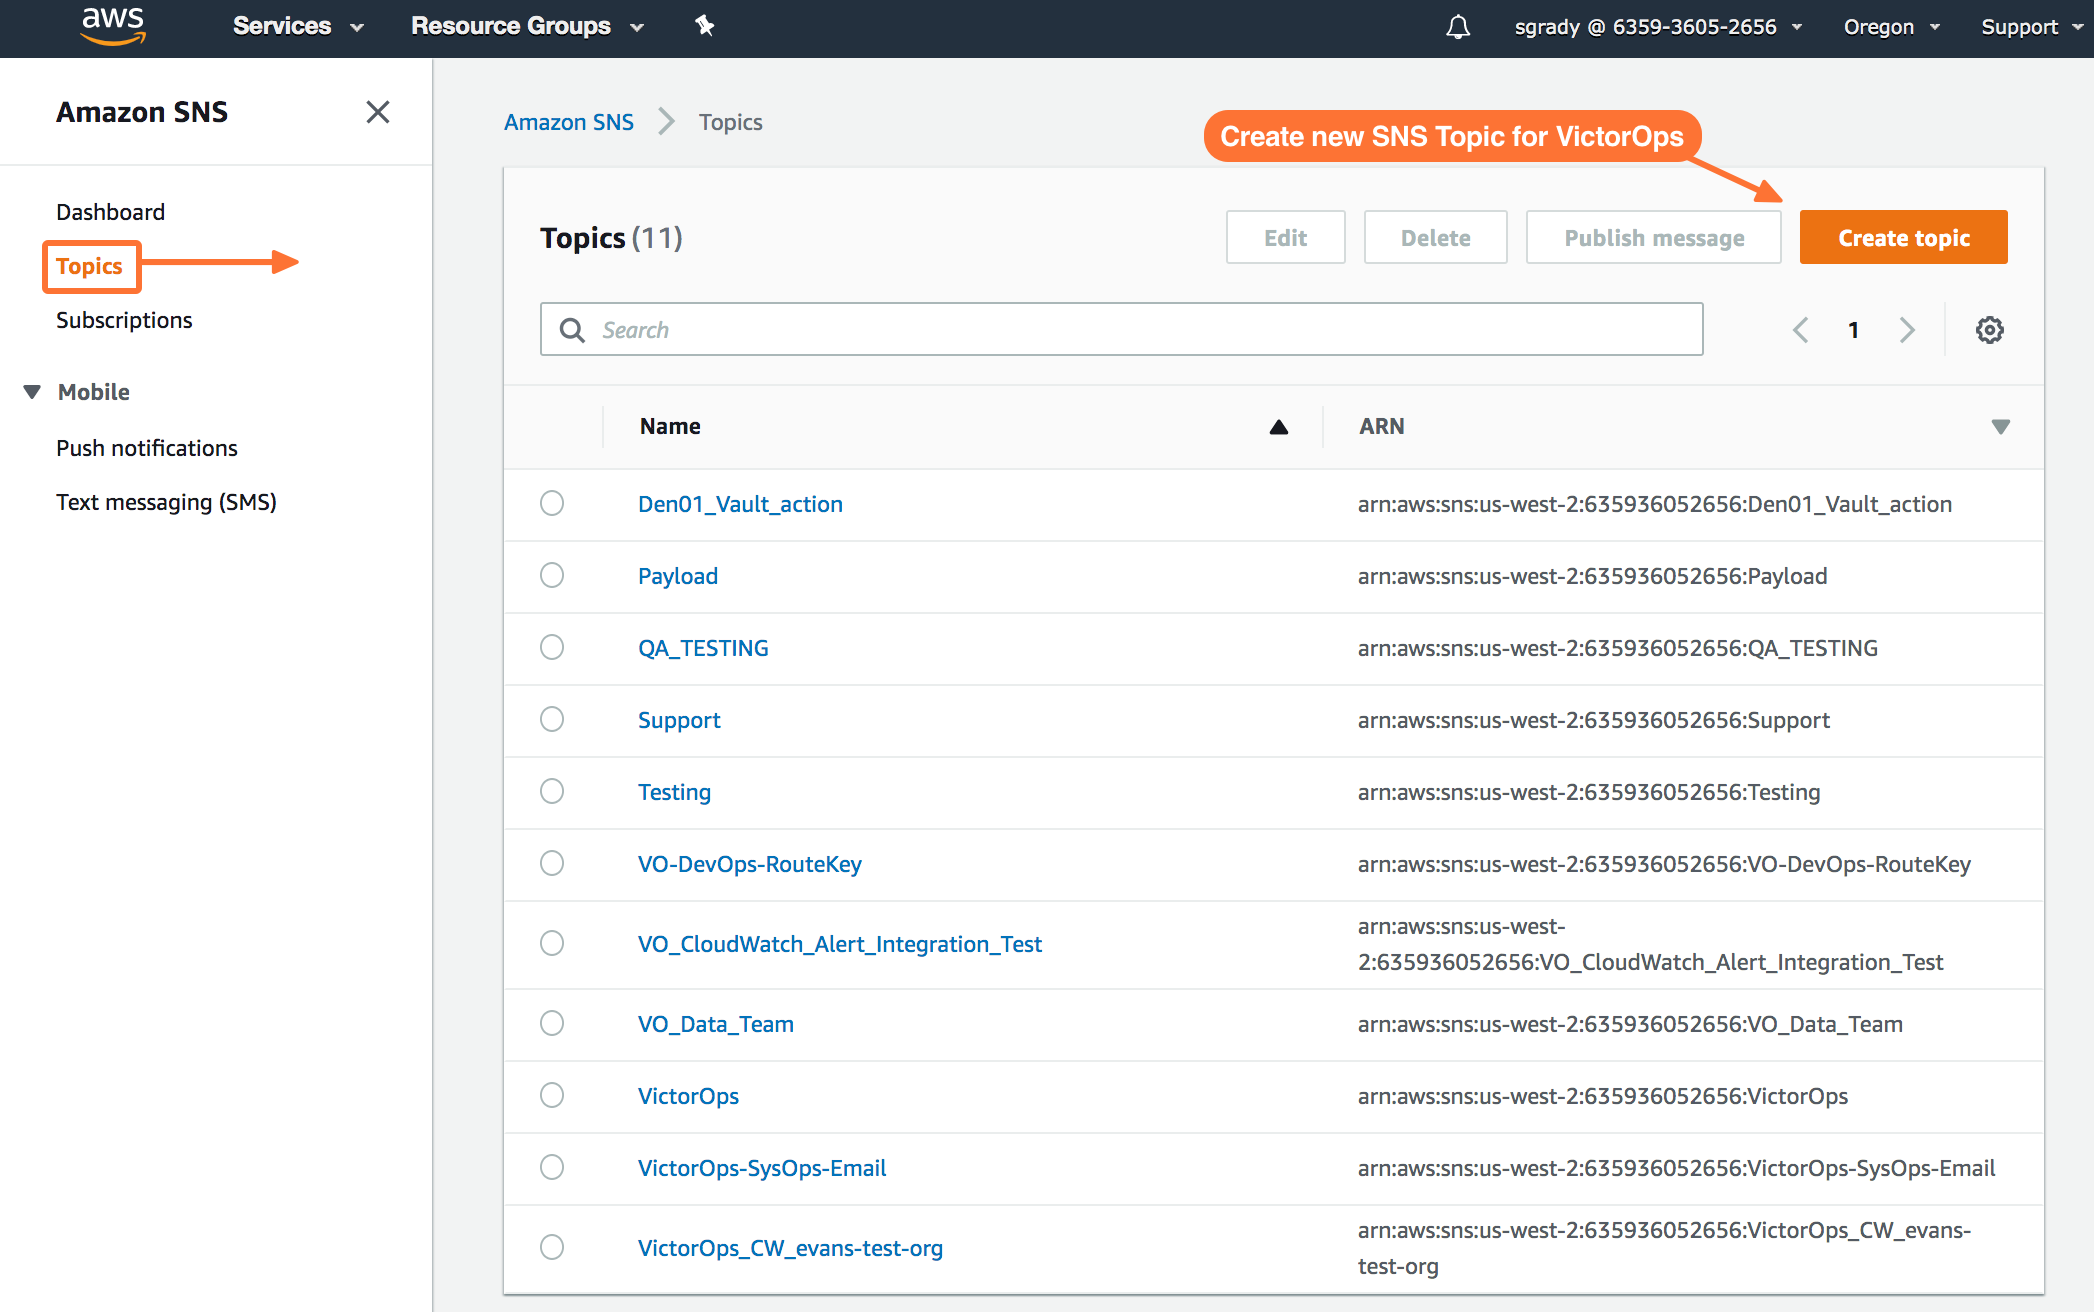 aws Services Resource Groups sgrady @ 6359-3605-2656 Oregon Support
Amazon SNS
Dashboard
Topics
Subscriptions
Mobile
Push notifications
Text messaging (SMS)
Amazon SNS Topics
Create new SNS Topic for VictorOps
Topics (11) Edit Delete Publish message Create topic
Search 1
Name ARN
Den01_Vault_action arn:aws:sns:us-west-2:635936052656:Den01_Vault_action
Payload arn:aws:sns:us-west-2:635936052656:Payload
QA_TESTING arn:aws:sns:us-west-2:635936052656:QA_TESTING
Support arn:aws:sns:us-west-2:635936052656:Support
Testing arn:aws:sns:us-west-2:635936052656:Testing
VO-DevOps-RouteKey arn:aws:sns:us-west-2:635936052656:VO-DevOps-RouteKey
VO_CloudWatch_Alert_Integration_Test arn:aws:sns:us-west-
2:635936052656:VO_CloudWatch_Alert_Integration_Test
VO_Data_Team arn:aws:sns:us-west-2:635936052656:VO_Data_Team
VictorOps arn:aws:sns:us-west-2:635936052656:VictorOps
VictorOps-SysOps-Email arn:aws:sns:us-west-2:635936052656:VictorOps-SysOps-Email
VictorOps_CW_evans-test-org arn:aws:sns:us-west-2:635936052656:VictorOps_CW_evans-
test-org